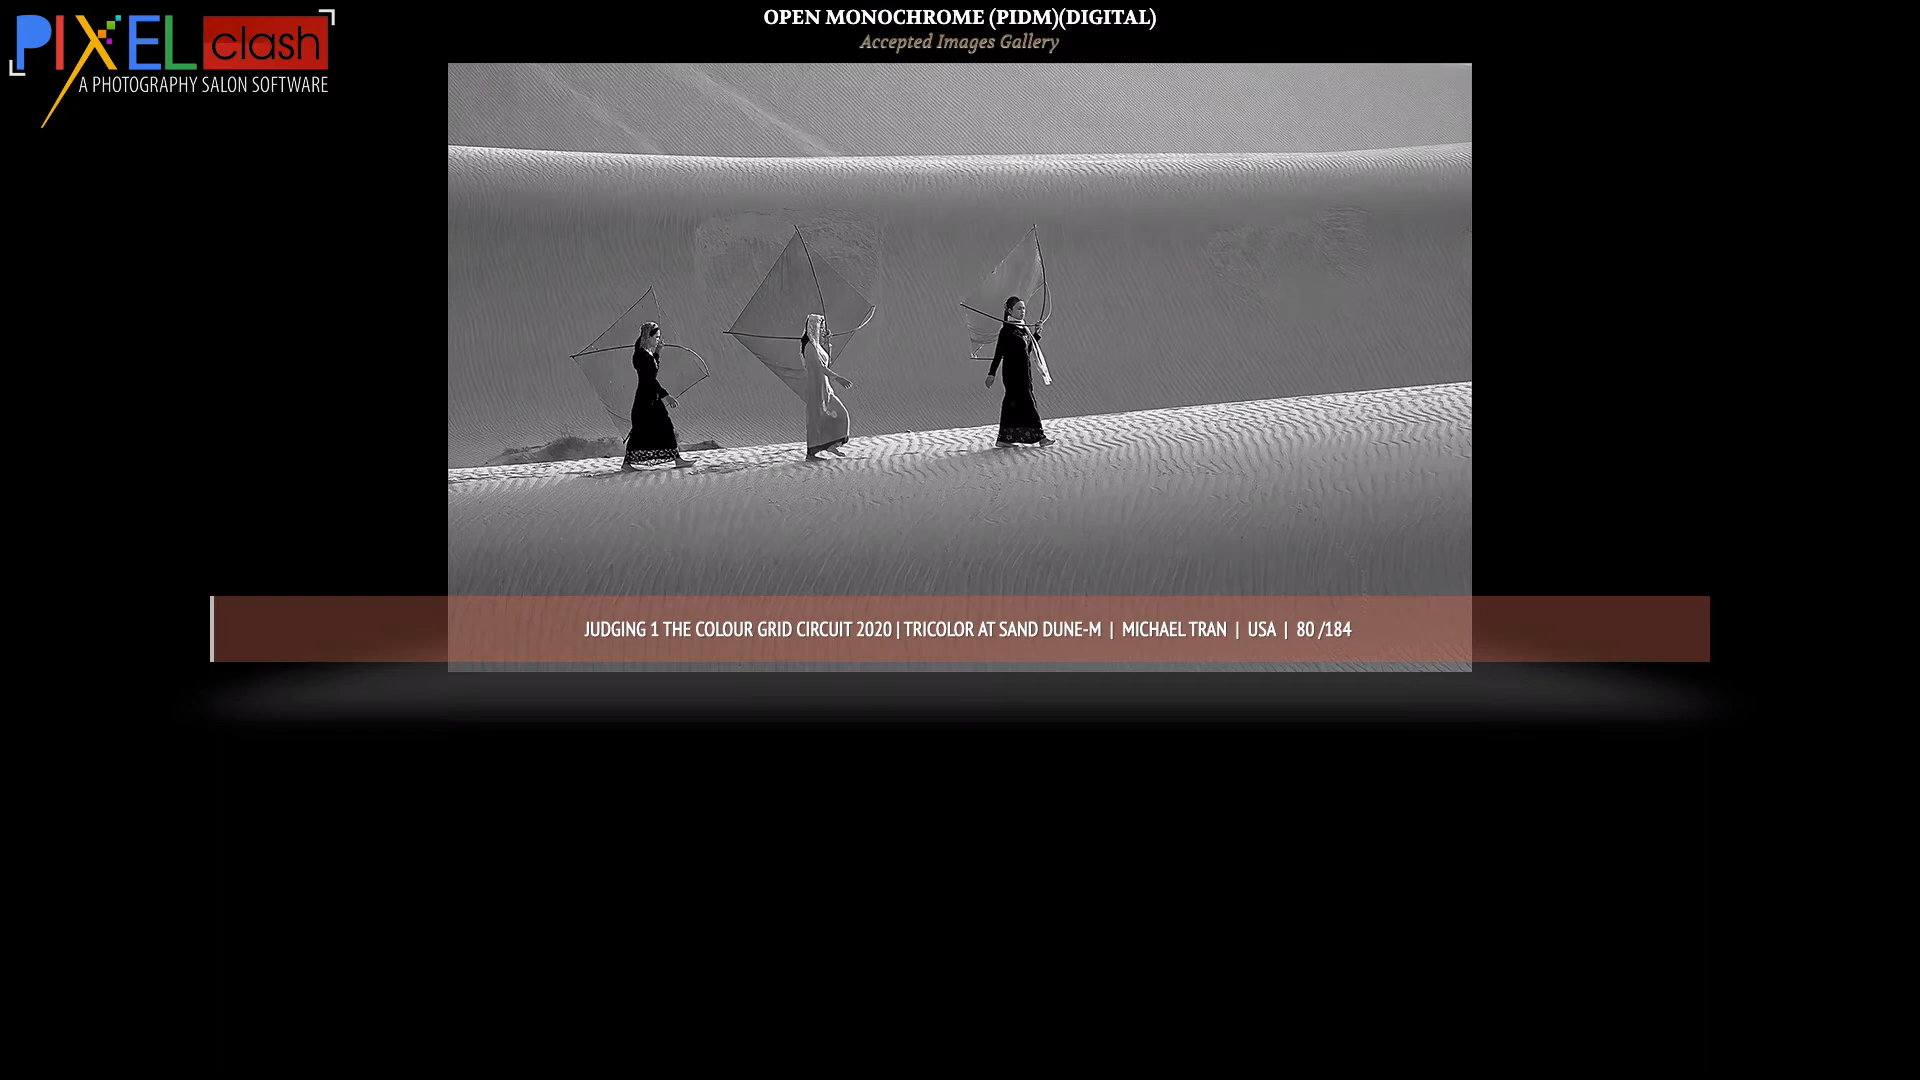 PIXEL clash
A PHOTOGRAPHY SALON SOFTWARE
OPEN MONOCHROME (PIDM)(DIGITAL)
Accepted Images Gallery
JUDGING 1 THE COLOUR GRID CIRCUIT 2020 | TRICOLOR AT SAND DUNE-M | MICHAEL TRAN | USA | 80 /184